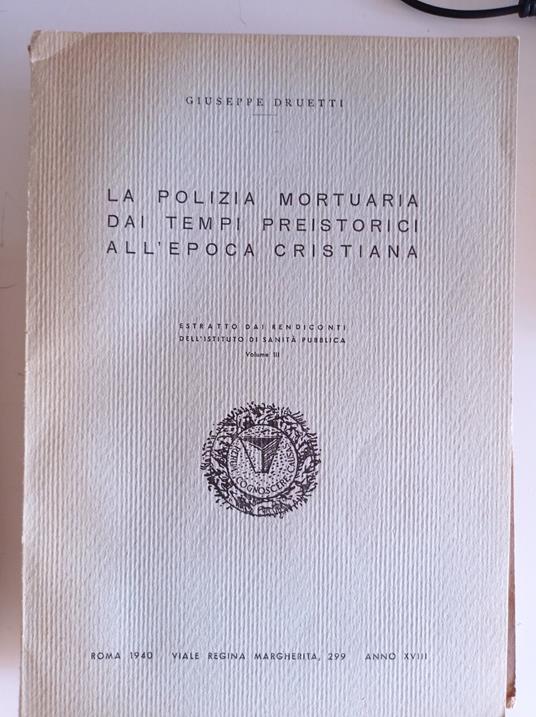 GIUSEPPE DRUETTI
LA POLIZIA MORTUARIA
DAI TEMPI PREISTORICI
ALL'EPOCA CRISTIANA
ESTRATTO DAI RENDICONTI
DELL'ISTITUTO DI SANITÀ PUBBLICA
Volume III
ROMA 1940 VIALE REGINA MARGHERITA, 299 ANNO XVIII